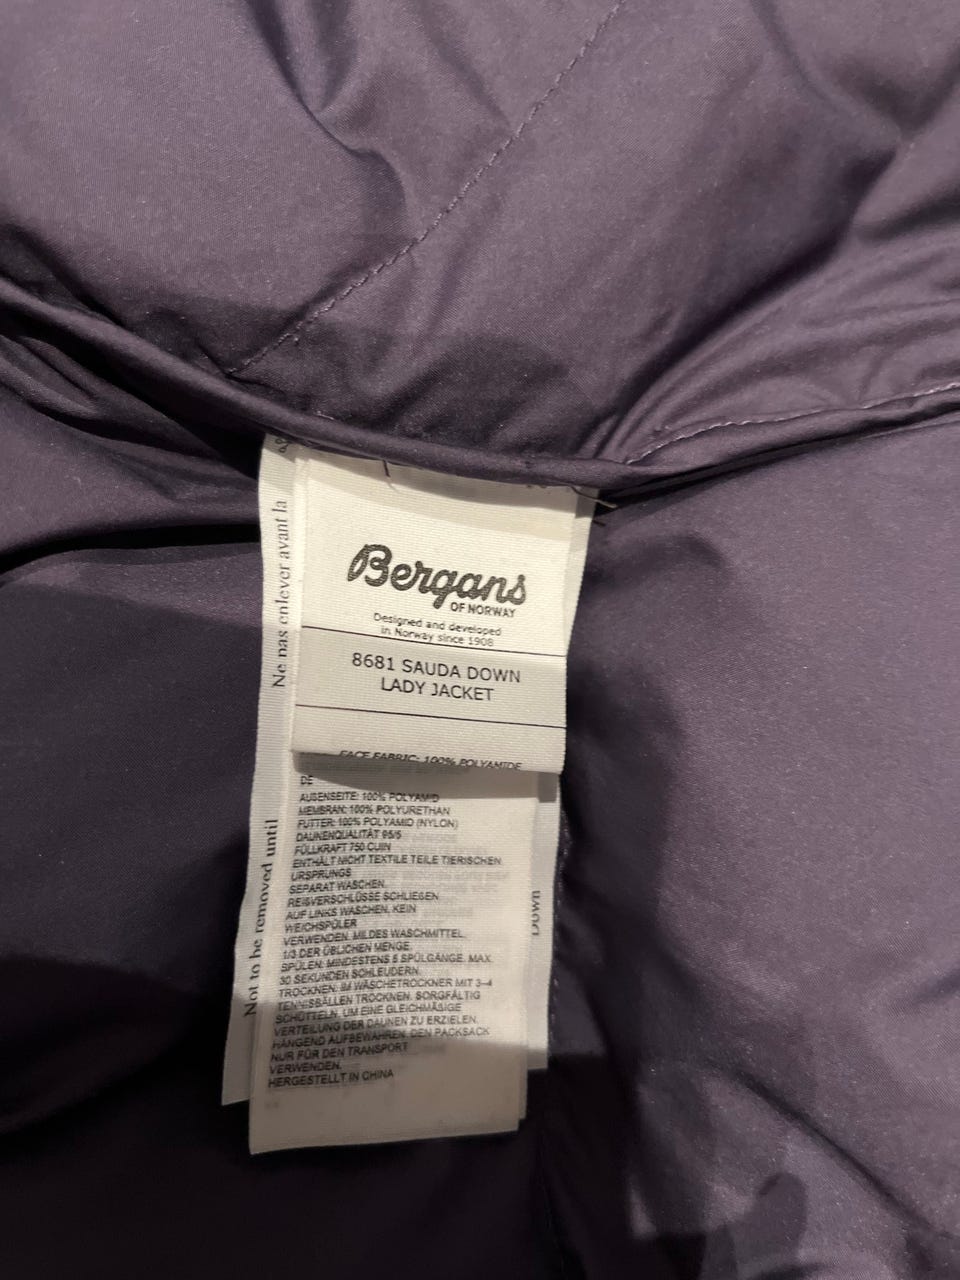 Bergans
OF NORWAY
Designed and developed
in Norway since 1908
8681 SAUDA DOWN
LADY JACKET
FACE FABRIC: 100% POLYAMIDE
DE
AUßENSEITE: 100% POLYAMID
MEMBRAN: 100% POLYURETHAN
FUTTER: 100% POLYAMID (NYLON)
DAUNENQUALITÄT 95/5
FÜLLKRAFT 750 CUIN
ENTHÄLT NICHT TEXTILE TEILE TIERISCHEN
URSPRUNGS
SEPARAT WASCHEN.
REIßVERSCHLÜSSE SCHLIEßEN
AUF LINKS WASCHEN. KEIN
WEICHSPÜLER
VERWENDEN. MILDES WASCHMITTEL.
1/3 DER ÜBLICHEN MENGE.
SPÜLEN: MINDESTENS 5 SPÜLGÄNGE. MAX.
30 SEKUNDEN SCHLEUDERN.
TROCKNEN: IM WÄSCHETROCKNER MIT 3–4
TENNISBÄLLEN TROCKNEN. SORGFÄLTIG
SCHÜTTELN, UM EINE GLEICHMÄßIGE
VERTEILUNG DER DAUNEN ZU ERZIELEN.
HÄNGEND AUFBEWAHREN. DEN PACKSACK
NUR FÜR DEN TRANSPORT
VERWENDEN.
HERGESTELLT IN CHINA
Ne pas enlever avant la
Not to be removed until
Down